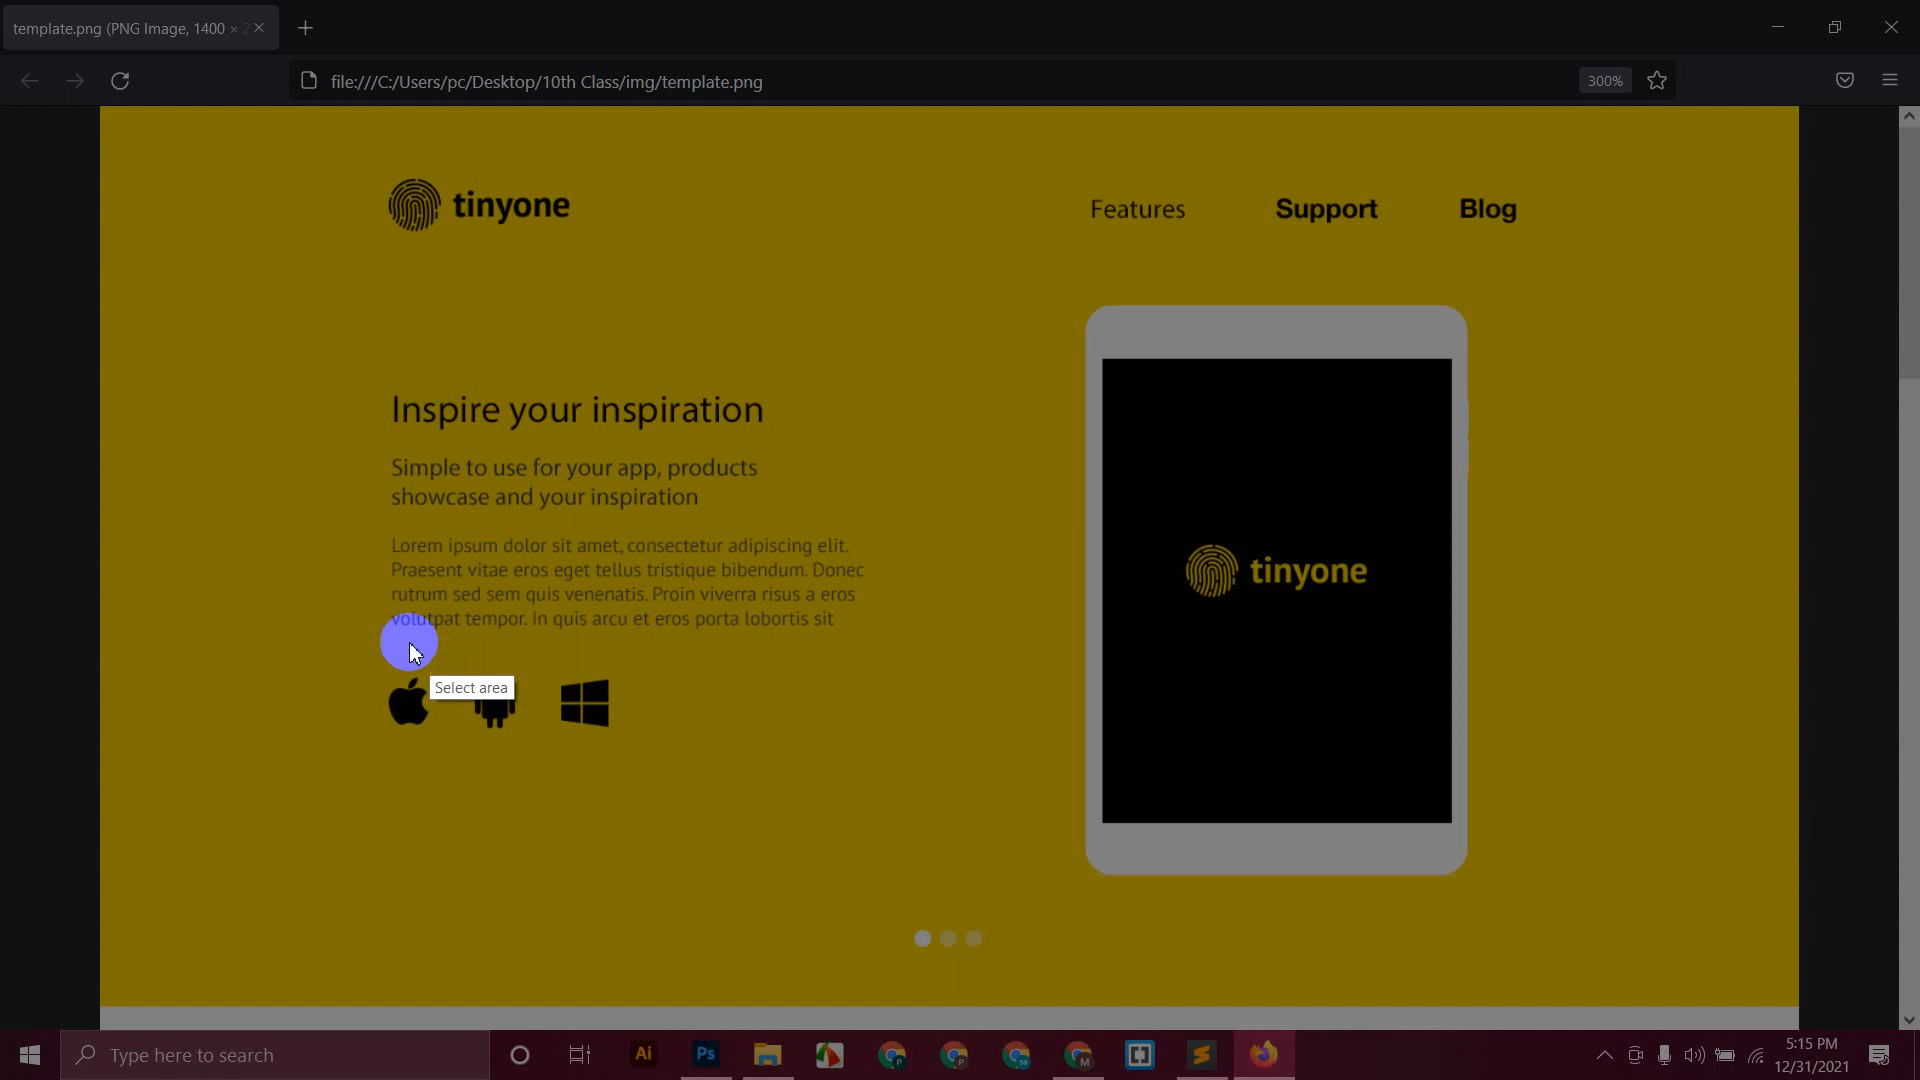 template.png (PNG Image, 1400 ×
file:///C:/Users/pc/Desktop/10th Class/img/template.png
300%
tinyone
Features
Support
Blog
Inspire your inspiration
Simple to use for your app, products
showcase and your inspiration
Lorem ipsum dolor sit amet, consectetur adipiscing elit.
Praesent vitae eros eget tellus tristique bibendum. Donec
rutrum sed sem quis venenatis. Proin viverra risus a eros
volutpat tempor. In quis arcu et eros porta lobortis sit
tinyone
Select area
Type here to search
Ai
Ps
5:15 PM
12/31/2021